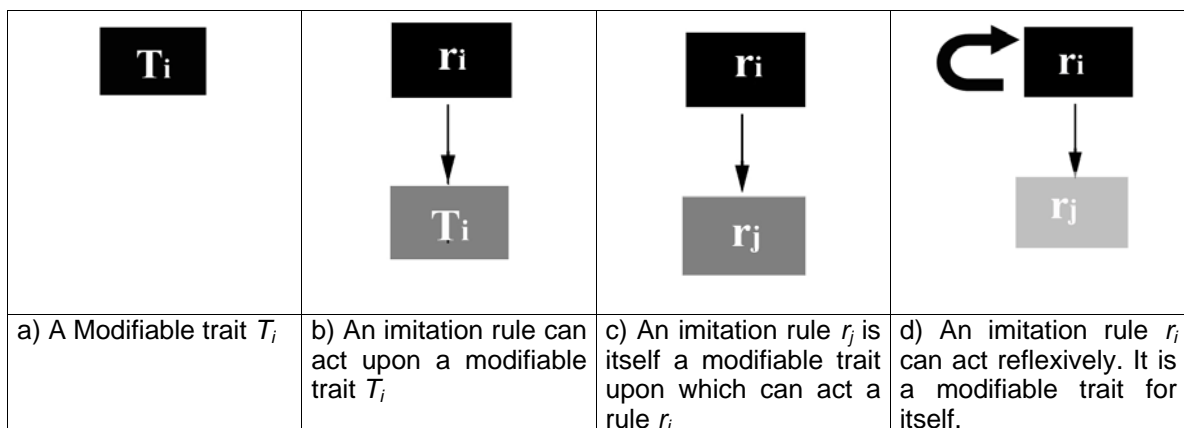 Ti
ri
Ti
ri
rj
ri
rj
a) A Modifiable trait Ti
b) An imitation rule can
act upon a modifiable
trait Ti
c) An imitation rule rj is
itself a modifiable trait
upon which can act a
rule ri
d) An imitation rule ri
can act reflexively. It is
a modifiable trait for
itself.